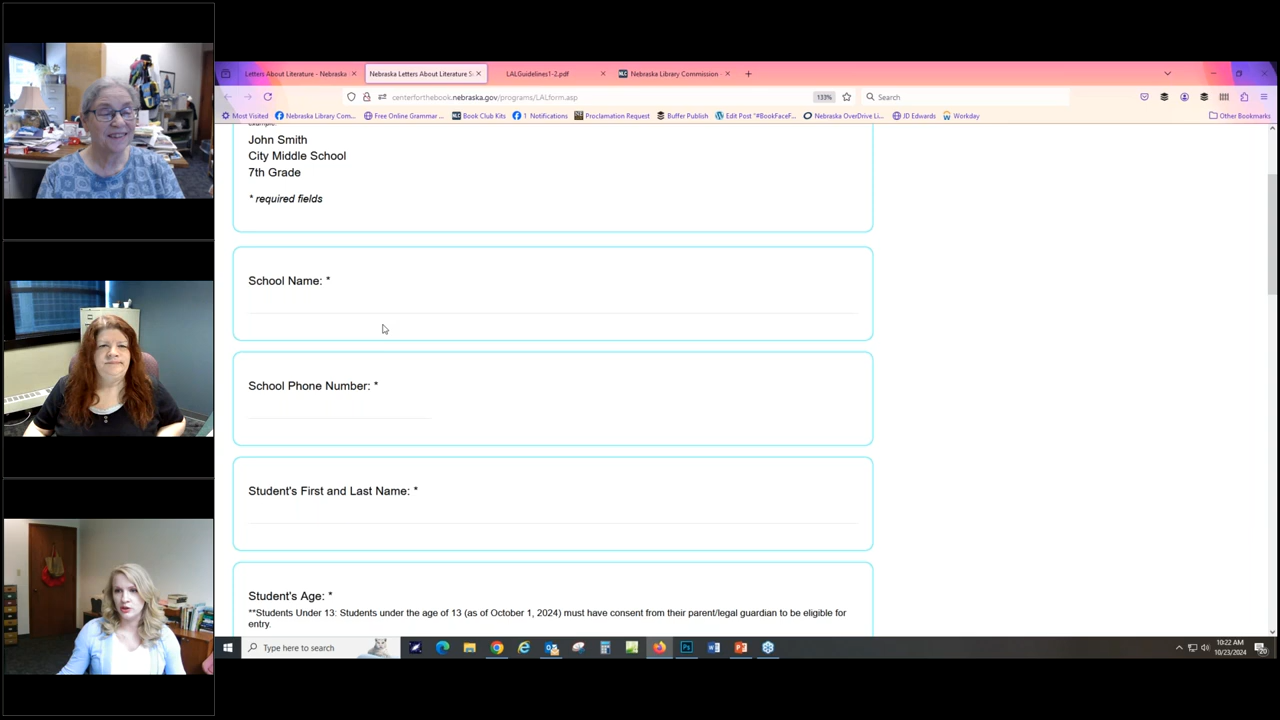 Letters About Literature - Nebraska
Nebraska Letters About Literature S
LALGuidelines1-2.pdf
Nebraska Library Commission
centerforthebook.nebraska.gov/programs/LALform.asp
133%
Search
Most Visited
Nebraska Library Com...
Free Online Grammar ...
Book Club Kits
1 Notifications
Proclamation Request
Buffer Publish
Edit Post "#BookFaceF...
Nebraska OverDrive Li...
JD Edwards
Workday
Other Bookmarks
John Smith
City Middle School
7th Grade
* required fields
School Name: *
School Phone Number: *
Student's First and Last Name: *
Student's Age: *
**Students Under 13: Students under the age of 13 (as of October 1, 2024) must have consent from their parent/legal guardian to be eligible for
entry.
Type here to search
10:22 AM
10/23/2024
20